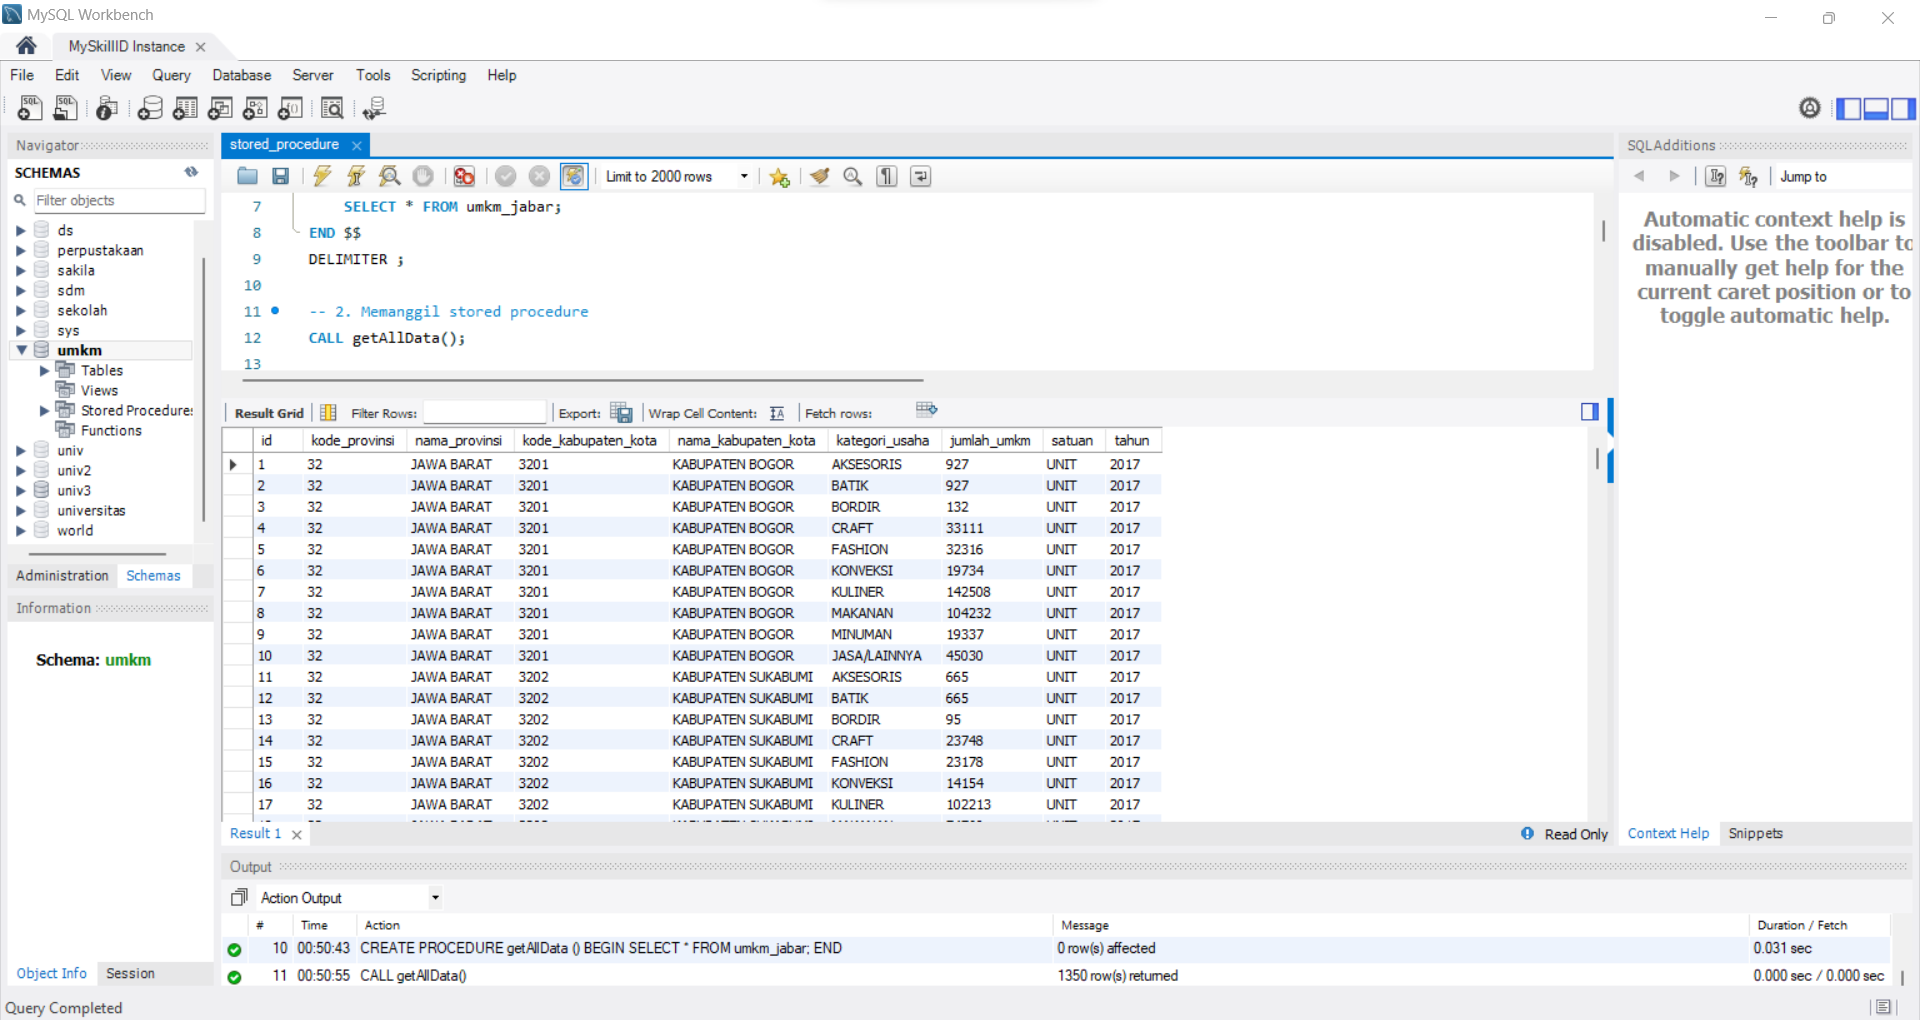 MySQL Workbench
MySkillID Instance
File Edit View Query Database Server Tools Scripting Help
Navigator
SCHEMAS
Filter objects
ds
perpustakaan
sakila
sdm
sekolah
sys
umkm
Tables
Views
Stored Procedures
Functions
univ
univ2
univ3
universitas
world
Administration Schemas
Information
Schema: umkm
Object Info Session
stored_procedure
Limit to 2000 rows
7 SELECT * FROM umkm_jabar;
8 END $$
9 DELIMITER ;
10
11 -- 2. Memanggil stored procedure
12 CALL getAllData();
13
Result Grid Filter Rows: Export: Wrap Cell Content: Fetch rows:
id kode_provinsi nama_provinsi kode_kabupaten_kota nama_kabupaten_kota kategori_usaha jumlah_umkm satuan tahun
1 32 JAWA BARAT 3201 KABUPATEN BOGOR AKSESORIS 927 UNIT 2017
2 32 JAWA BARAT 3201 KABUPATEN BOGOR BATIK 927 UNIT 2017
3 32 JAWA BARAT 3201 KABUPATEN BOGOR BORDIR 132 UNIT 2017
4 32 JAWA BARAT 3201 KABUPATEN BOGOR CRAFT 33111 UNIT 2017
5 32 JAWA BARAT 3201 KABUPATEN BOGOR FASHION 32316 UNIT 2017
6 32 JAWA BARAT 3201 KABUPATEN BOGOR KONVEKSI 19734 UNIT 2017
7 32 JAWA BARAT 3201 KABUPATEN BOGOR KULINER 142508 UNIT 2017
8 32 JAWA BARAT 3201 KABUPATEN BOGOR MAKANAN 104232 UNIT 2017
9 32 JAWA BARAT 3201 KABUPATEN BOGOR MINUMAN 19337 UNIT 2017
10 32 JAWA BARAT 3201 KABUPATEN BOGOR JASA/LAINNYA 45030 UNIT 2017
11 32 JAWA BARAT 3202 KABUPATEN SUKABUMI AKSESORIS 665 UNIT 2017
12 32 JAWA BARAT 3202 KABUPATEN SUKABUMI BATIK 665 UNIT 2017
13 32 JAWA BARAT 3202 KABUPATEN SUKABUMI BORDIR 95 UNIT 2017
14 32 JAWA BARAT 3202 KABUPATEN SUKABUMI CRAFT 23748 UNIT 2017
15 32 JAWA BARAT 3202 KABUPATEN SUKABUMI FASHION 23178 UNIT 2017
16 32 JAWA BARAT 3202 KABUPATEN SUKABUMI KONVEKSI 14154 UNIT 2017
17 32 JAWA BARAT 3202 KABUPATEN SUKABUMI KULINER 102213 UNIT 2017
Result 1 Read Only
SQLAdditions
Jump to
Automatic context help is
disabled. Use the toolbar to
manually get help for the
current caret position or to
toggle automatic help.
Context Help Snippets
Output
Action Output
# Time Action Message Duration / Fetch
10 00:50:43 CREATE PROCEDURE getAllData () BEGIN SELECT * FROM umkm_jabar; END 0 row(s) affected 0.031 sec
11 00:50:55 CALL getAllData() 1350 row(s) returned 0.000 sec / 0.000 sec
Query Completed